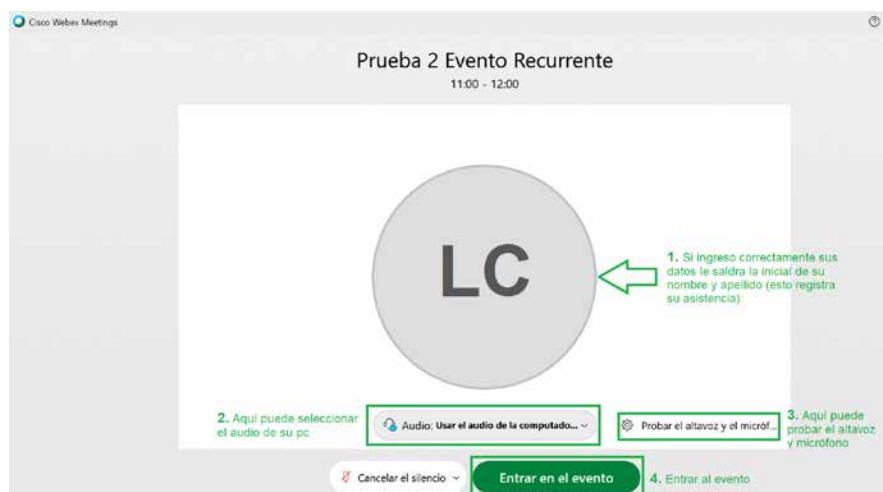 Cisco Webex Meetings
Prueba 2 Evento Recurrente
11:00 - 12:00
LC
1. Si ingreso correctamente sus
datos le saldra la inicial de su
nombre y apellido (esto registra
su asistencia)
2. Aquí puede seleccionar
el audio de su pc
Audio: Usar el audio de la computado...
Probar el altavoz y el micróf...
3. Aquí puede
probar el altavoz
y micrófono
Cancelar el silencio
Entrar en el evento
4. Entrar al evento